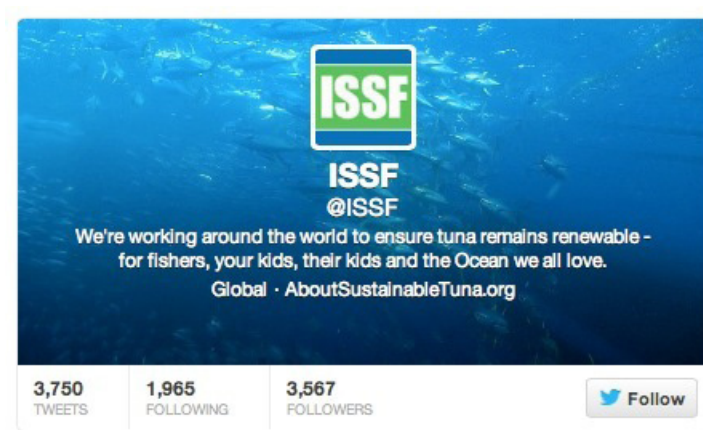 ISSF
ISSF
@ISSF
We're working around the world to ensure tuna remains renewable -
for fishers, your kids, their kids and the Ocean we all love.
Global · AboutSustainableTuna.org
3,750 1,965 3,567
TWEETS FOLLOWING FOLLOWERS
Follow